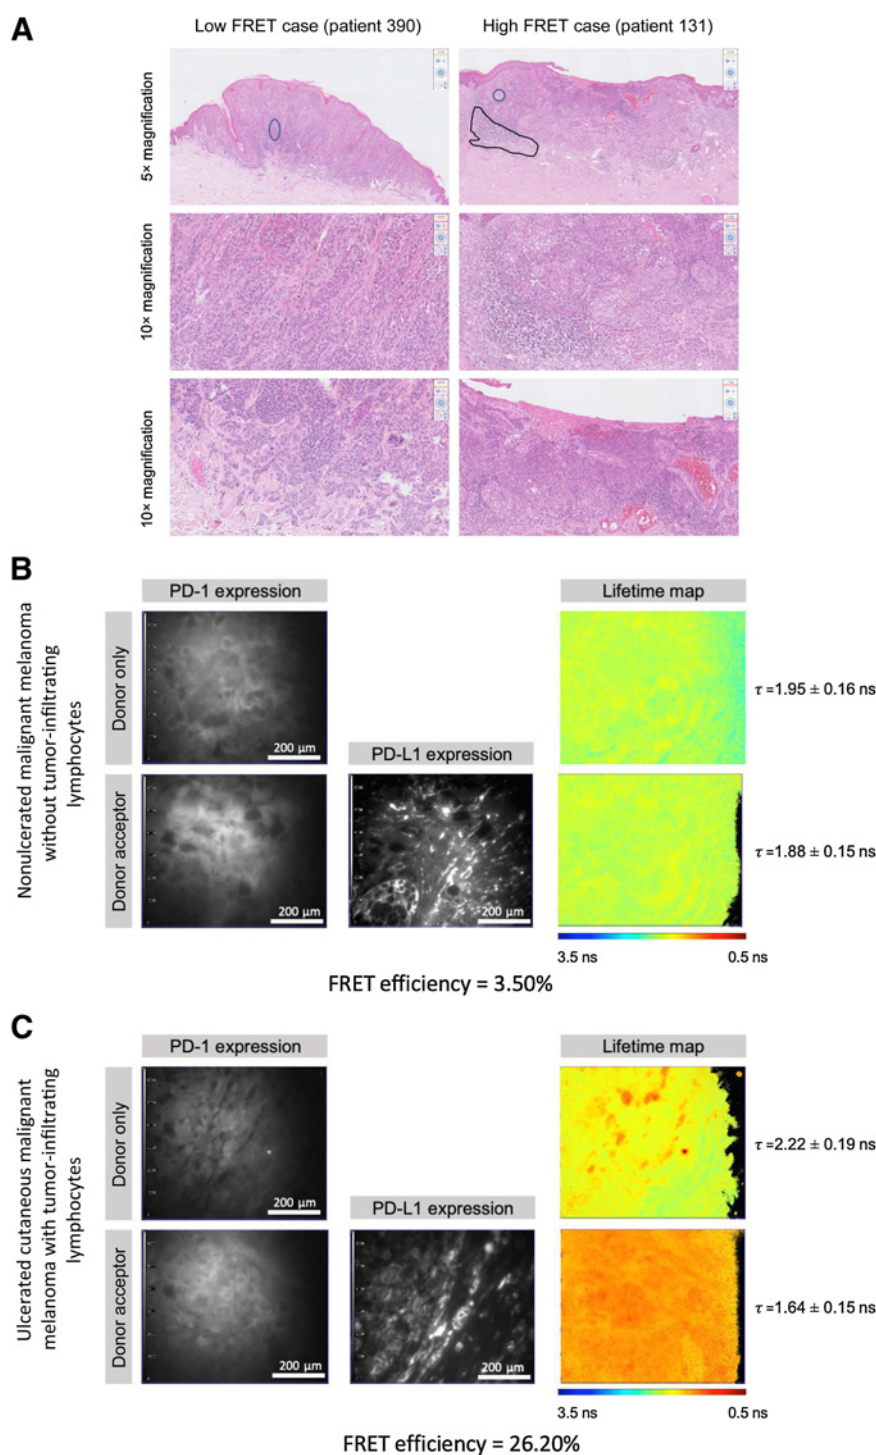 A
Low FRET case (patient 390)
High FRET case (patient 131)
5× magnification
10× magnification
10× magnification
B
PD-1 expression
Lifetime map
Nonulcerated malignant melanoma
without tumor-infiltrating
lymphocytes
Donor only
200 μm
τ =1.95 ± 0.16 ns
PD-L1 expression
Donor acceptor
200 μm
200 μm
τ =1.88 ± 0.15 ns
3.5 ns
0.5 ns
FRET efficiency = 3.50%
C
PD-1 expression
Lifetime map
Ulcerated cutaneous malignant
melanoma with tumor-infiltrating
lymphocytes
Donor only
200 μm
τ =2.22 ± 0.19 ns
PD-L1 expression
Donor acceptor
200 μm
200 μm
τ =1.64 ± 0.15 ns
3.5 ns
0.5 ns
FRET efficiency = 26.20%